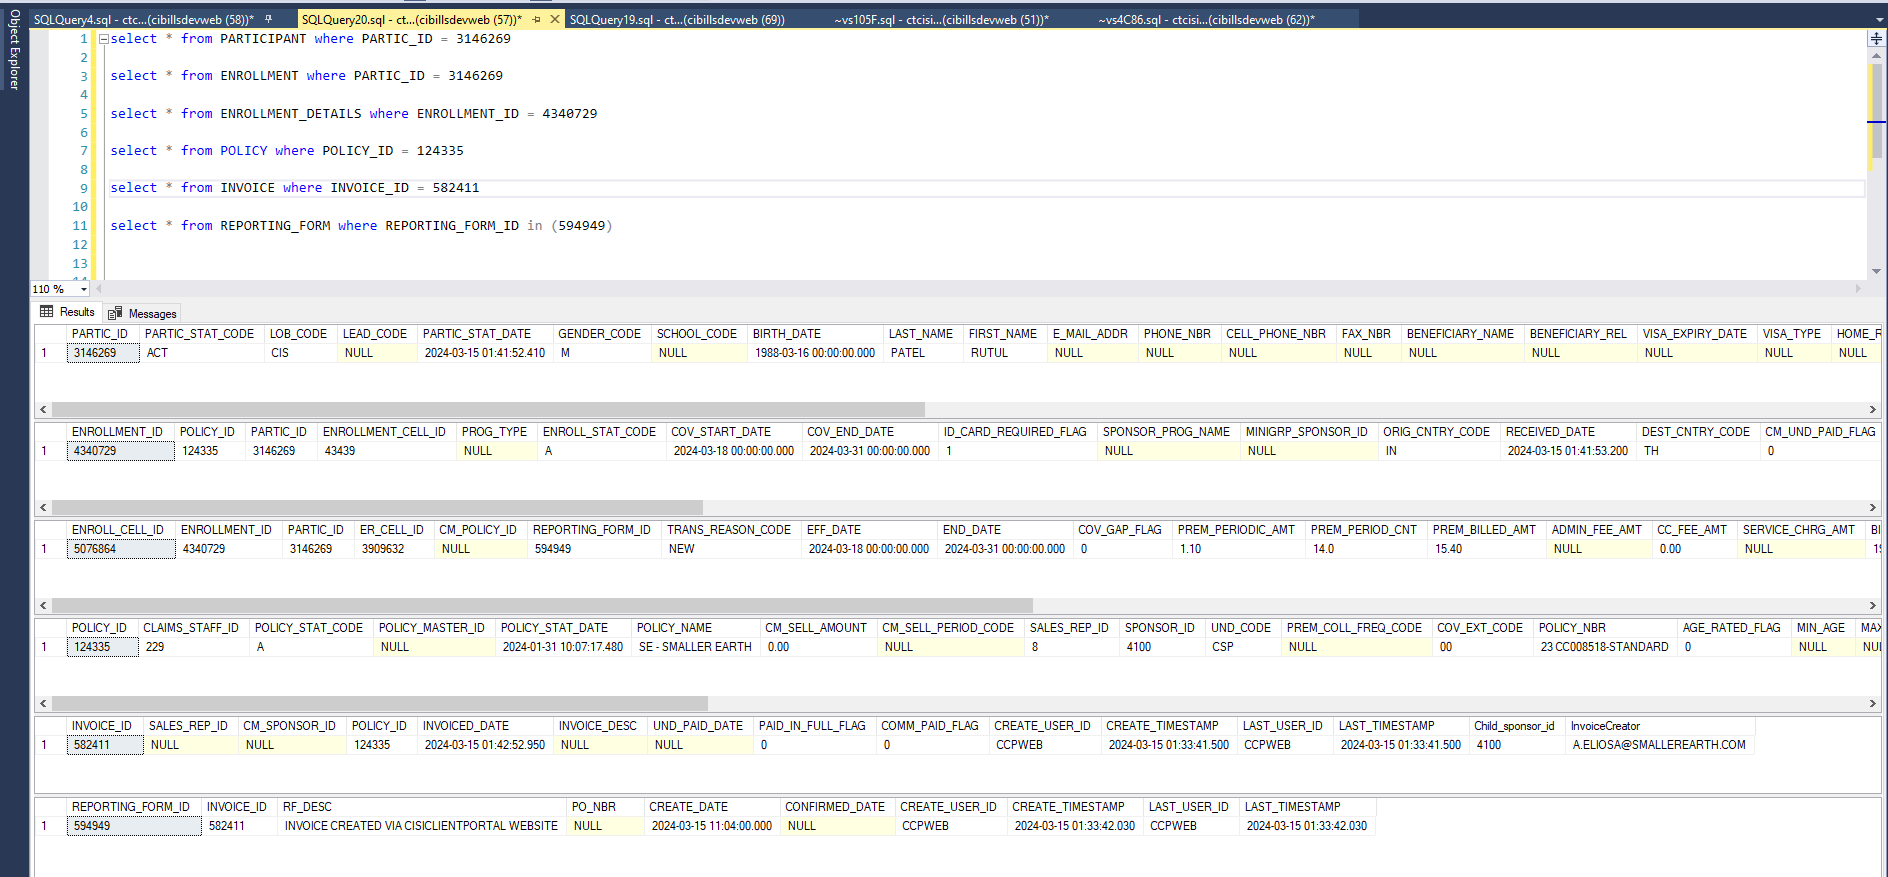 Object Explorer
SQLQuery4.sql - ctc...(cibillsdevweb (58))*
SQLQuery20.sql - ct...(cibillsdevweb (57))*
SQLQuery19.sql - ct...(cibillsdevweb (69))
~vs105F.sql - ctcisi...(cibillsdevweb (51))*
~vs4C86.sql - ctcisi...(cibillsdevweb (62))*
1 select * from PARTICIPANT where PARTIC_ID = 3146269
2
3 select * from ENROLLMENT where PARTIC_ID = 3146269
4
5 select * from ENROLLMENT_DETAILS where ENROLLMENT_ID = 4340729
6
7 select * from POLICY where POLICY_ID = 124335
8
9 select * from INVOICE where INVOICE_ID = 582411
10
11 select * from REPORTING_FORM where REPORTING_FORM_ID in (594949)
12
13
110 %
Results Messages
PARTIC_ID PARTIC_STAT_CODE LOB_CODE LEAD_CODE PARTIC_STAT_DATE GENDER_CODE SCHOOL_CODE BIRTH_DATE LAST_NAME FIRST_NAME E_MAIL_ADDR PHONE_NBR CELL_PHONE_NBR FAX_NBR BENEFICIARY_NAME BENEFICIARY_REL VISA_EXPIRY_DATE VISA_TYPE HOME_R
1 3146269 ACT CIS NULL 2024-03-15 01:41:52.410 M NULL 1988-03-16 00:00:00.000 PATEL RUTUL NULL NULL NULL NULL NULL NULL NULL NULL NULL
ENROLLMENT_ID POLICY_ID PARTIC_ID ENROLLMENT_CELL_ID PROG_TYPE ENROLL_STAT_CODE COV_START_DATE COV_END_DATE ID_CARD_REQUIRED_FLAG SPONSOR_PROG_NAME MINIGRP_SPONSOR_ID ORIG_CNTRY_CODE RECEIVED_DATE DEST_CNTRY_CODE CM_UND_PAID_FLAG
1 4340729 124335 3146269 43439 NULL A 2024-03-18 00:00:00.000 2024-03-31 00:00:00.000 1 NULL NULL IN 2024-03-15 01:41:53.200 TH 0
ENROLL_CELL_ID ENROLLMENT_ID PARTIC_ID ER_CELL_ID CM_POLICY_ID REPORTING_FORM_ID TRANS_REASON_CODE EFF_DATE END_DATE COV_GAP_FLAG PREM_PERIODIC_AMT PREM_PERIOD_CNT PREM_BILLED_AMT ADMIN_FEE_AMT CC_FEE_AMT SERVICE_CHRG_AMT BI
1 5076864 4340729 3146269 3909632 NULL 594949 NEW 2024-03-18 00:00:00.000 2024-03-31 00:00:00.000 0 1.10 14.0 15.40 NULL 0.00 NULL
POLICY_ID CLAIMS_STAFF_ID POLICY_STAT_CODE POLICY_MASTER_ID POLICY_STAT_DATE POLICY_NAME CM_SELL_AMOUNT CM_SELL_PERIOD_CODE SALES_REP_ID SPONSOR_ID UND_CODE PREM_COLL_FREQ_CODE COV_EXT_CODE POLICY_NBR AGE_RATED_FLAG MIN_AGE MAX
1 124335 229 A NULL 2024-01-31 10:07:17.480 SE - SMALLER EARTH 0.00 NULL 8 4100 CSP NULL 00 23 CC008518-STANDARD 0 NULL NUL
INVOICE_ID SALES_REP_ID CM_SPONSOR_ID POLICY_ID INVOICED_DATE INVOICE_DESC UND_PAID_DATE PAID_IN_FULL_FLAG COMM_PAID_FLAG CREATE_USER_ID CREATE_TIMESTAMP LAST_USER_ID LAST_TIMESTAMP Child_sponsor_id InvoiceCreator
1 582411 NULL NULL 124335 2024-03-15 01:42:52.950 NULL NULL 0 0 CCPWEB 2024-03-15 01:33:41.500 CCPWEB 2024-03-15 01:33:41.500 4100 A.ELIOSA@SMALLEREARTH.COM
REPORTING_FORM_ID INVOICE_ID RF_DESC PO_NBR CREATE_DATE CONFIRMED_DATE CREATE_USER_ID CREATE_TIMESTAMP LAST_USER_ID LAST_TIMESTAMP
1 594949 582411 INVOICE CREATED VIA CISICLIENTPORTAL WEBSITE NULL 2024-03-15 11:04:00.000 NULL CCPWEB 2024-03-15 01:33:42.030 CCPWEB 2024-03-15 01:33:42.030